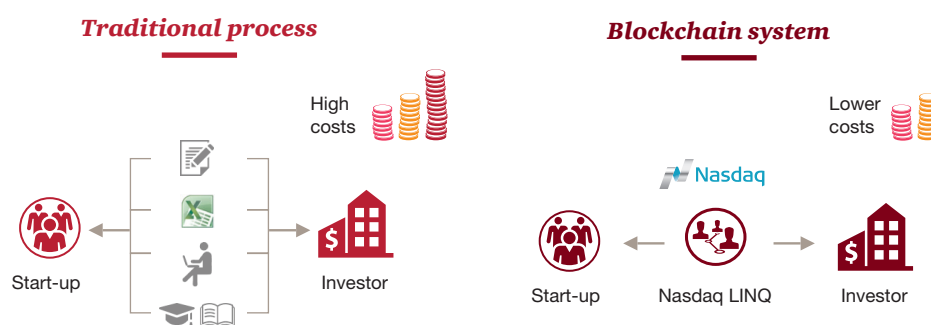 Traditional process
High
costs
Start-up
$
Investor
Blockchain system
Lower
costs
Nasdaq
Start-up
Nasdaq LINQ
$
Investor